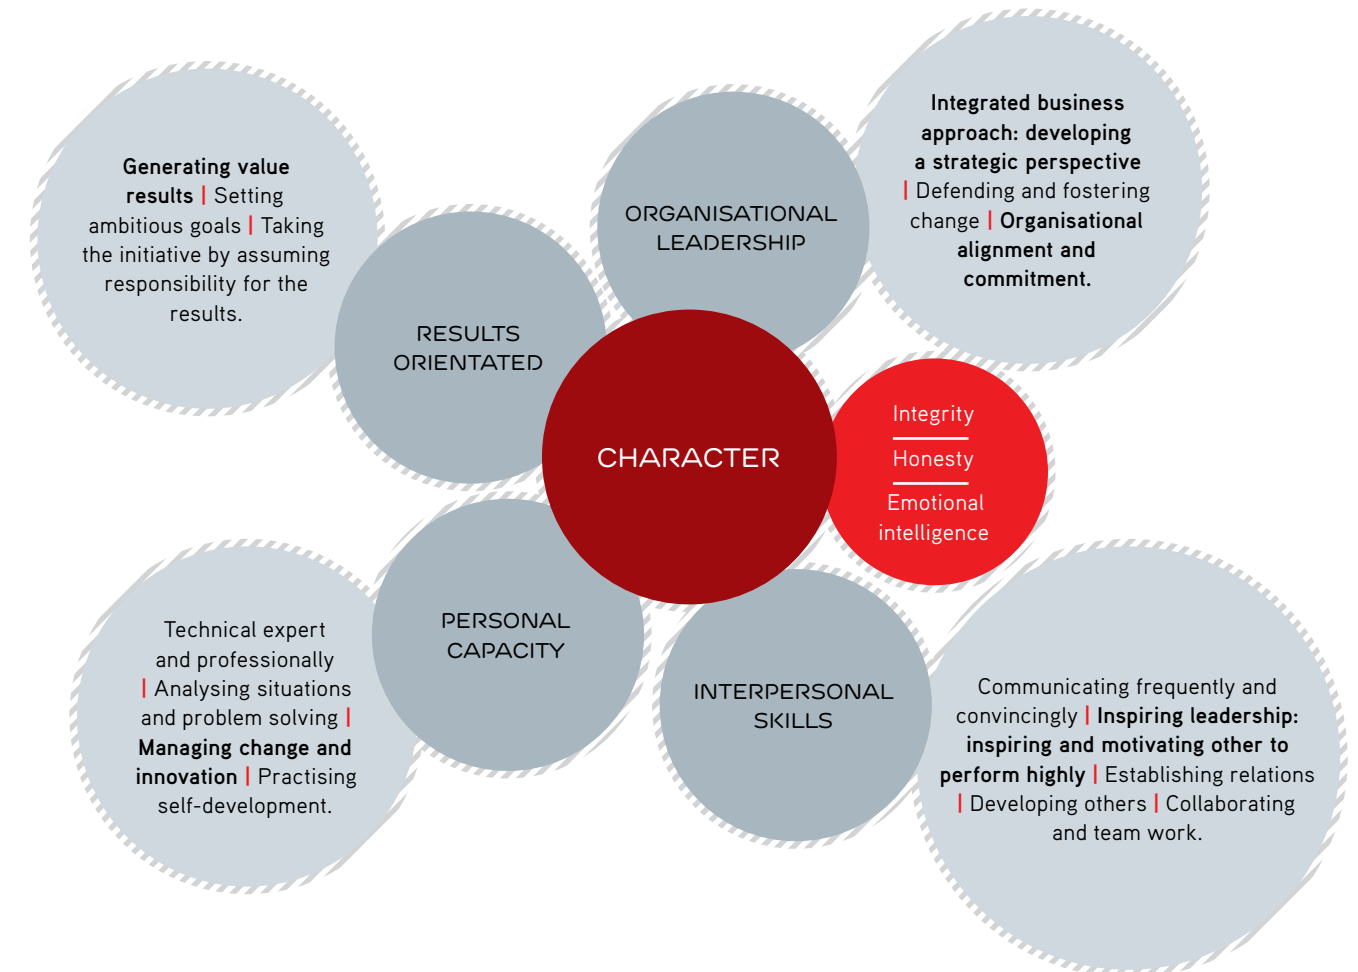 Generating value
results | Setting
ambitious goals | Taking
the initiative by assuming
responsibility for the
results.
RESULTS
ORIENTATED
ORGANISATIONAL
LEADERSHIP
Integrated business
approach: developing
a strategic perspective
| Defending and fostering
change | Organisational
alignment and
commitment.
CHARACTER
Integrity
Honesty
Emotional
intelligence
Technical expert
and professionally
| Analysing situations
and problem solving |
Managing change and
innovation | Practising
self-development.
PERSONAL
CAPACITY
INTERPERSONAL
SKILLS
Communicating frequently and
convincingly | Inspiring leadership:
inspiring and motivating other to
perform highly | Establishing relations
| Developing others | Collaborating
and team work.